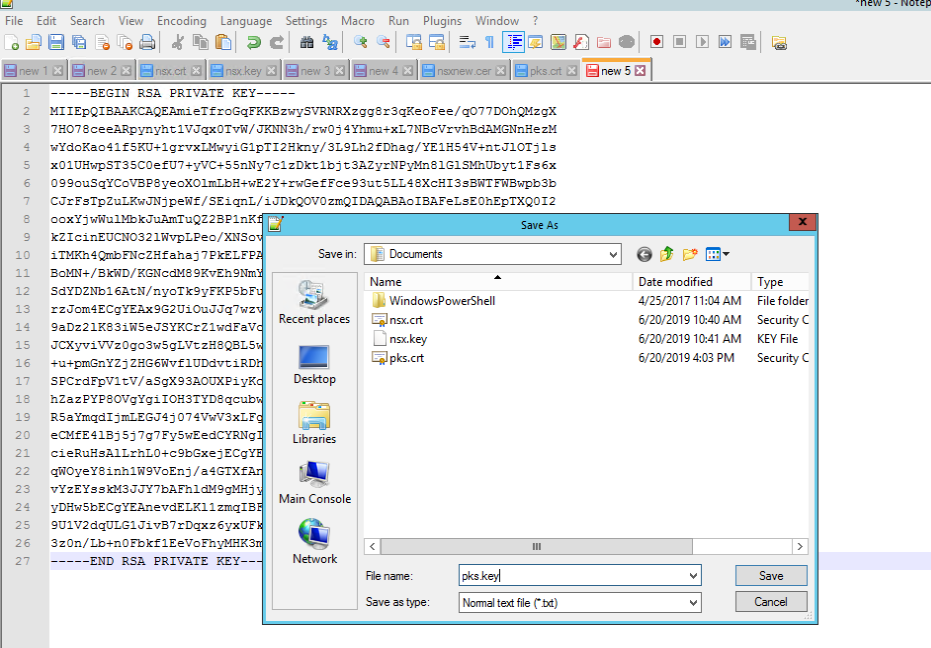 *new 5 - Notep
File Edit Search View Encoding Language Settings Macro Run Plugins Window ?
new 1 new 2 nsx.crt nsx.key new 3 new 4 nsxnew.cer pks.crt new 5
1 -----BEGIN RSA PRIVATE KEY-----
2 MIIEpQIBAAKCAQEAmieTfroGqFKKBzwySVRNRXzgg8r3qKeoFee/qO77DOhQMzgX
3 7HO78ceeARpynyht1VJqx0TvW/JKNN3h/rw0j4Yhmu+xL7NBcVrvhBdAMGNnHezM
4 wYdoKao41f5KU+1grvxLMwyiG1pTI2Hkny/3L9Lh2fDhag/YE1H54V+ntJlOTjls
5 x01UHwpST35C0efU7+yVC+55nNy7c1zDkt1bjt3AZyrNPyMn8lGlSMhUbyt1Fs6x
6 099ouSqYCoVBP8yeoXOlmLbH+wE2Y+rwGefFce93ut5LL48XcHI3sBWTFWBwpb3b
7 CJrFsTpZuLKwJNjpeWf/SEiqnL/iJDkQOV0zmQIDAQABAoIBAFeLsE0hEpTXQ0I2
8 ooxYjwWulMbkJuAmTuQZ2BP1nKf
9 kZIcinEUCNO32lWvpLPeo/XNSov
10 iTMKh4QmbFNcZHfahaj7PkELFPA
11 BoMN+/BkWD/KGNcdM89KvEh9NmY
12 SdYDZNb16AtN/nyoTk9yFKP5bFu
13 rzJom4ECgYEAx9G2UiOuJJq7wzv
14 9aDz2lK83iW5eJSYKCrZ1wdFaVc
15 JCXyviVVz0go3w5gLVtzH8QBL5w
16 +u+pmGnYZjZHG6Wvf1UDdvtiRDh
17 SPCrdFpV1tV/aSgX93AOUXPiyKc
18 hZazPYP8OVgYgiIOH3TYD8qcubw
19 R5aYmqdIjmLEGJ4j074VwV3xLFg
20 eCMfE41Bj5j7g7Fy5wEedCYRNgI
21 cieRuHsAlLrhL0+c9bGxejECgYE
22 qWOyeY8inh1W9VoEnj/a4GTXfAn
23 vYzEYsskM3JJY7bAFhldM9gMHjy
24 yDHw5bECgYEAnevdELKl1zmqIBF
25 9U1V2dqULG1JivB7rDqxz6yxUFk
26 3z0n/Lb+n0Fbkf1EeVoFhyMHK3m
27 -----END RSA PRIVATE KEY---
Save As
Save in: Documents
Name Date modified Type
WindowsPowerShell 4/25/2017 11:04 AM File folder
nsx.crt 6/20/2019 10:40 AM Security C
nsx.key 6/20/2019 10:41 AM KEY File
pks.crt 6/20/2019 4:03 PM Security C
Recent places
Desktop
Libraries
Main Console
Network
File name: pks.key Save
Save as type: Normal text file (*.txt) Cancel